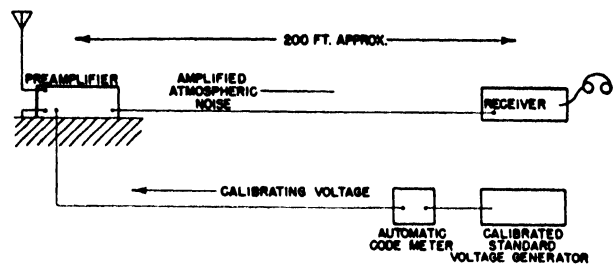 200 FT. APPROX.
PREAMPLIFIER
AMPLIFIED
ATMOSPHERIC
NOISE
RECEIVER
CALIBRATING VOLTAGE
AUTOMATIC
CODE METER
CALIBRATED
STANDARD
VOLTAGE GENERATOR